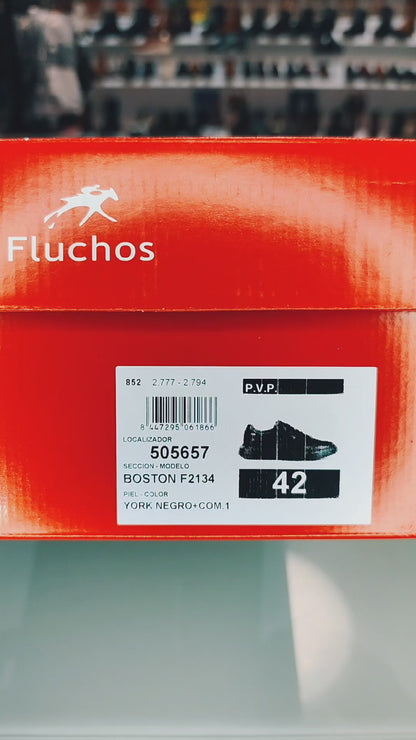 Fluchos
852 2.777 - 2.794
P.V.P.
8 447295 061866
LOCALIZADOR
505657
SECCION - MODELO
BOSTON F2134
42
PIEL - COLOR
YORK NEGRO+COM.1